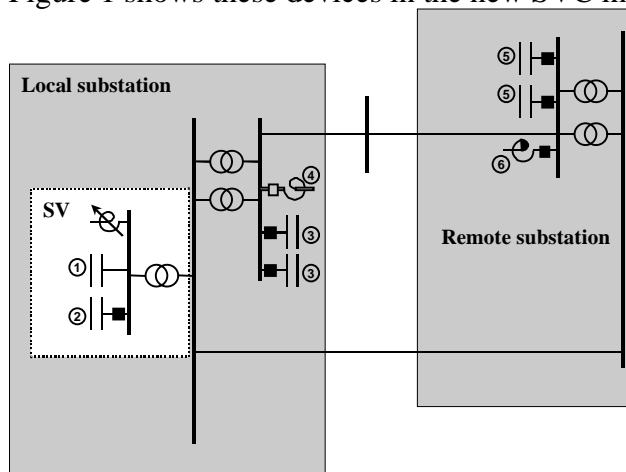 Figure 1 shows these devices in the new SVC
Local substation
SV
1
2
3
3
4
5
5
6
Remote substation